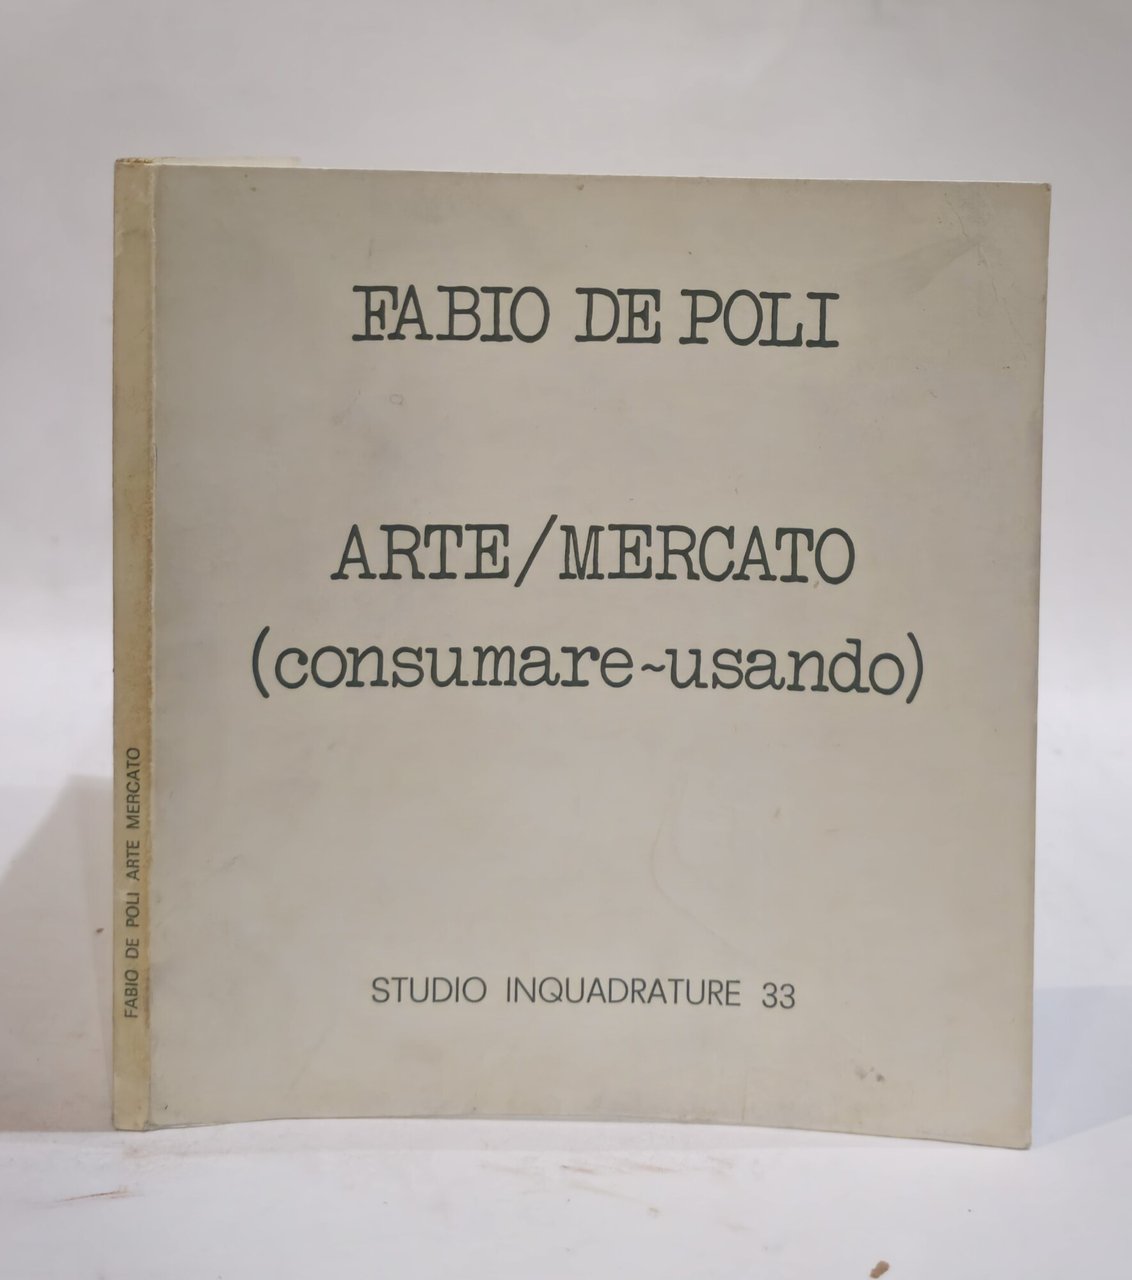 FABIO DE POLI
ARTE/MERCATO
(consumare~usando)
STUDIO INQUADRATURE 33
FABIO DE POLI ARTE MERCATO